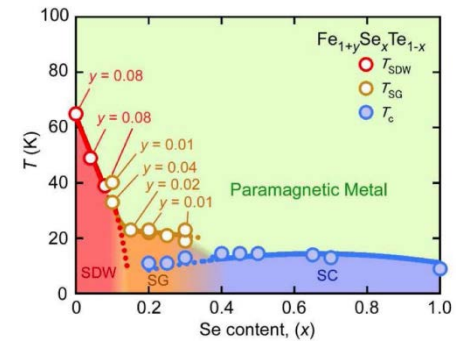 100
80
60
40
20
0
T (K)
Fe1+ySexTe1-x
TSDW
TSG
Tc
y = 0.08
y = 0.08
y = 0.01
y = 0.04
y = 0.02
y = 0.01
Paramagnetic Metal
SDW
SG
SC
0 0.2 0.4 0.6 0.8 1.0
Se content, (x)